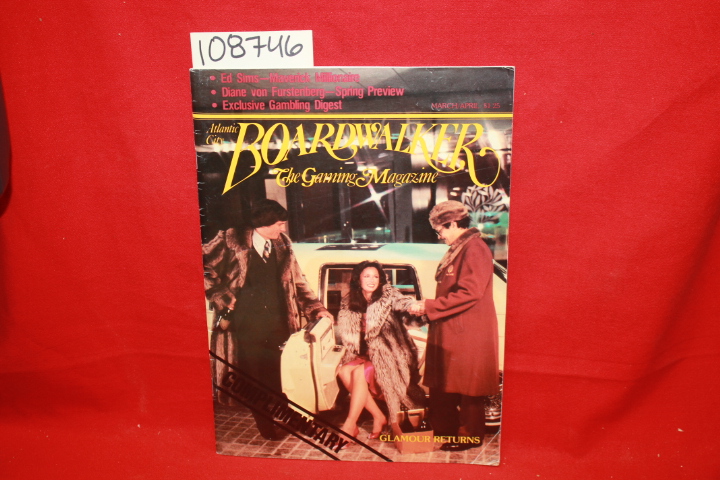 108746
• Ed Sims—Maverick Millionaire
• Diane von Furstenberg—Spring Preview
• Exclusive Gambling Digest
MARCH/APRIL $1.25
Atlantic
City
BOARDWALKER
The Gaming Magazine
COMPLIMENTARY
GLAMOUR RETURNS